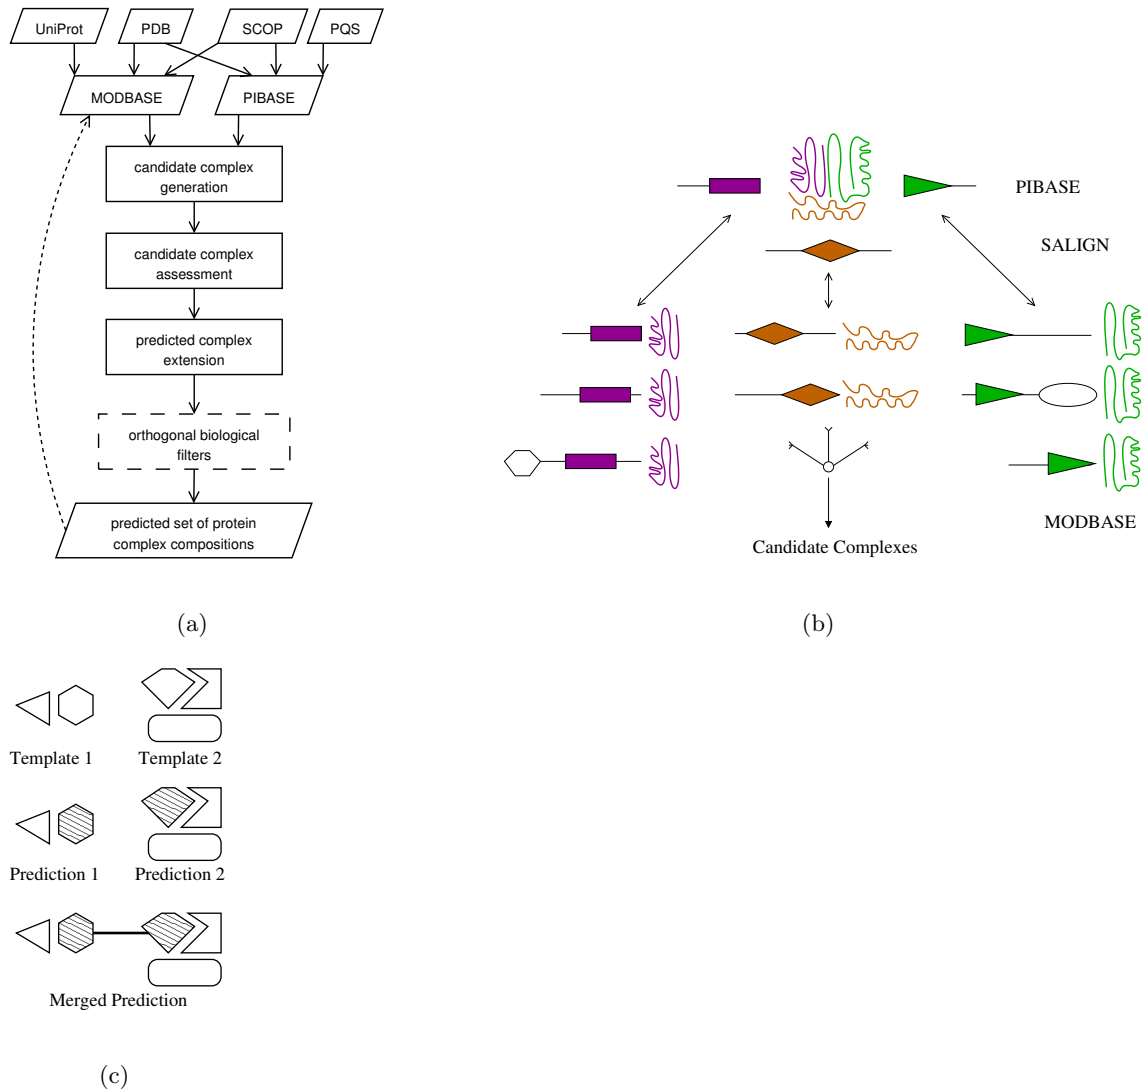 UniProt
PDB
SCOP
PQS
MODBASE
PIBASE
candidate complex
generation
candidate complex
assessment
predicted complex
extension
orthogonal biological
filters
predicted set of protein
complex compositions
(a)
PIBASE
SALIGN
MODBASE
Candidate Complexes
(b)
Template 1
Template 2
Prediction 1
Prediction 2
Merged Prediction
(c)